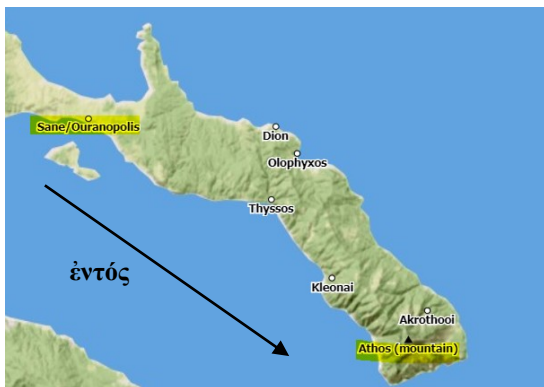 Sane/Ouranopolis
Dion
Olophyxos
Thyssos
ἐντός
Kleonai
Akrothooi
Athos (mountain)